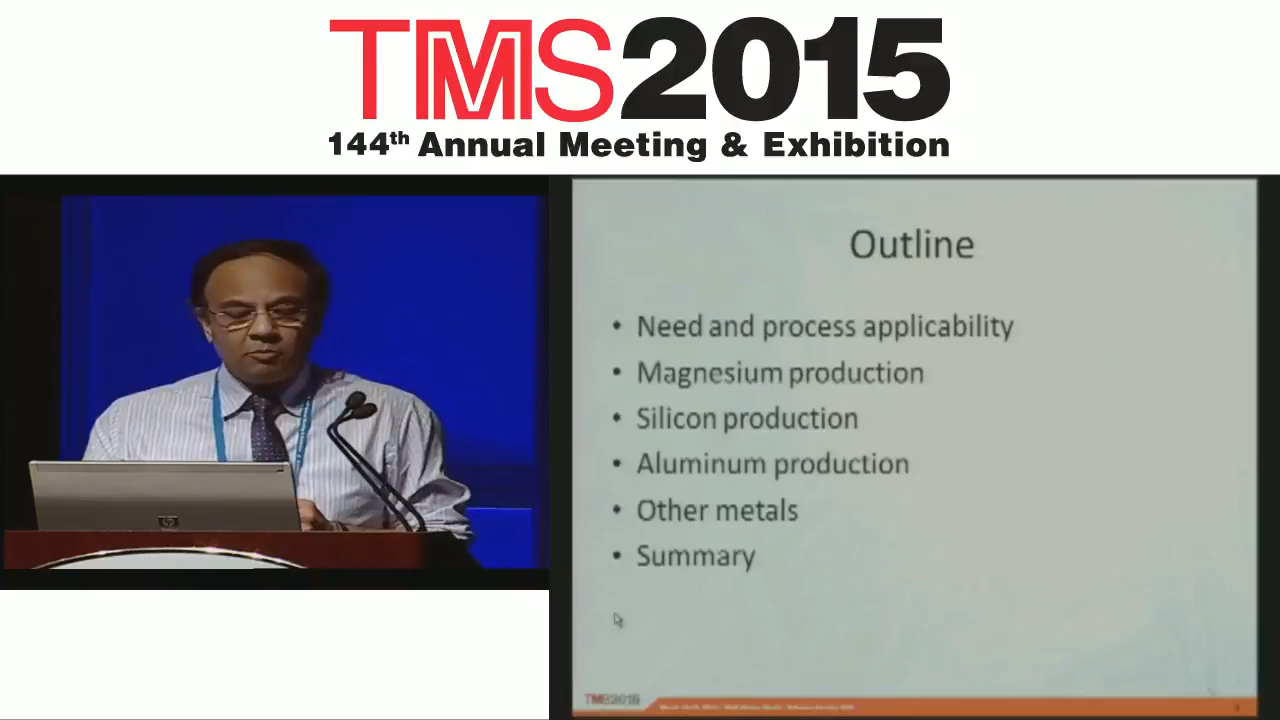 TMS2015
144th Annual Meeting & Exhibition
Outline
• Need and process applicability
• Magnesium production
• Silicon production
• Aluminum production
• Other metals
• Summary
hp
TMS2015